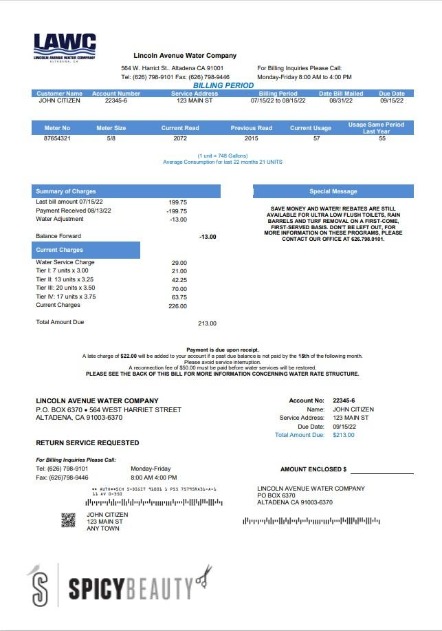 LAWC
LINCOLN AVENUE WATER COMPANY
Lincoln Avenue Water Company
564 W. Harrict St. Altadena CA 91001
For Billing Inquiries Please Call:
Tel: (626) 798-9101 Fax: (626) 798-9446
Monday-Friday 8:00 AM to 4:00 PM
BILLING PERIOD
Customer Name Account Number Service Address Billing Period Date Bill Mailed Due Date
JOHN CITIZEN 22345-6 123 MAIN ST 07/15/22 to 08/15/22 08/31/22 09/15/22
Meter No Meter Size Current Read Previous Read Current Usage Usage Same Period Last Year
87654321 5/8 2072 2015 57 55
(1 unit = 748 Gallons)
Average Consumption for last 22 months 21 UNITS
Summary of Charges
Last bill amount 07/15/22 199.75
Payment Received 08/13/22 -199.75
Water Adjustment -13.00
Balance Forward -13.00
Current Charges
Water Service Charge 29.00
Tier I: 7 units x 3.00 21.00
Tier II: 13 units x 3.25 42.25
Tier III: 20 units x 3.50 70.00
Tier IV: 17 units x 3.75 63.75
Current Charges 226.00
Total Amount Due 213.00
Special Message
SAVE MONEY AND WATER! REBATES ARE STILL
AVAILABLE FOR ULTRA LOW FLUSH TOILETS, RAIN
BARRELS AND TURF REMOVAL ON A FIRST-COME,
FIRST-SERVED BASIS. DON'T BE LEFT OUT, FOR
MORE INFORMATION ON THESE PROGRAMS, PLEASE
CONTACT OUR OFFICE AT 626.798.9101.
Payment is due upon receipt.
A late charge of $22.00 will be added to your account if a past due balance is not paid by the 15th of the following month.
Please avoid service interruption.
A reconnection fee of $50.00 must be paid before water services will be restored.
PLEASE SEE THE BACK OF THIS BILL FOR MORE INFORMATION CONCERNING WATER RATE STRUCTURE.
LINCOLN AVENUE WATER COMPANY
P.O. BOX 6370 • 564 WEST HARRIET STREET
ALTADENA, CA 91003-6370
RETURN SERVICE REQUESTED
Account No: 22345-6
Name: JOHN CITIZEN
Service Address: 123 MAIN ST
Due Date: 09/15/22
Total Amount Due: $213.00
For Billing Inquiries Please Call:
Tel: (626) 798-9101 Monday-Friday
Fax: (626)798-9446 8:00 AM 4:00 PM
AMOUNT ENCLOSED $
JOHN CITIZEN
123 MAIN ST
ANY TOWN
LINCOLN AVENUE WATER COMPANY
PO BOX 6370
ALTADENA CA 91003-6370
SPICYBEAUTY